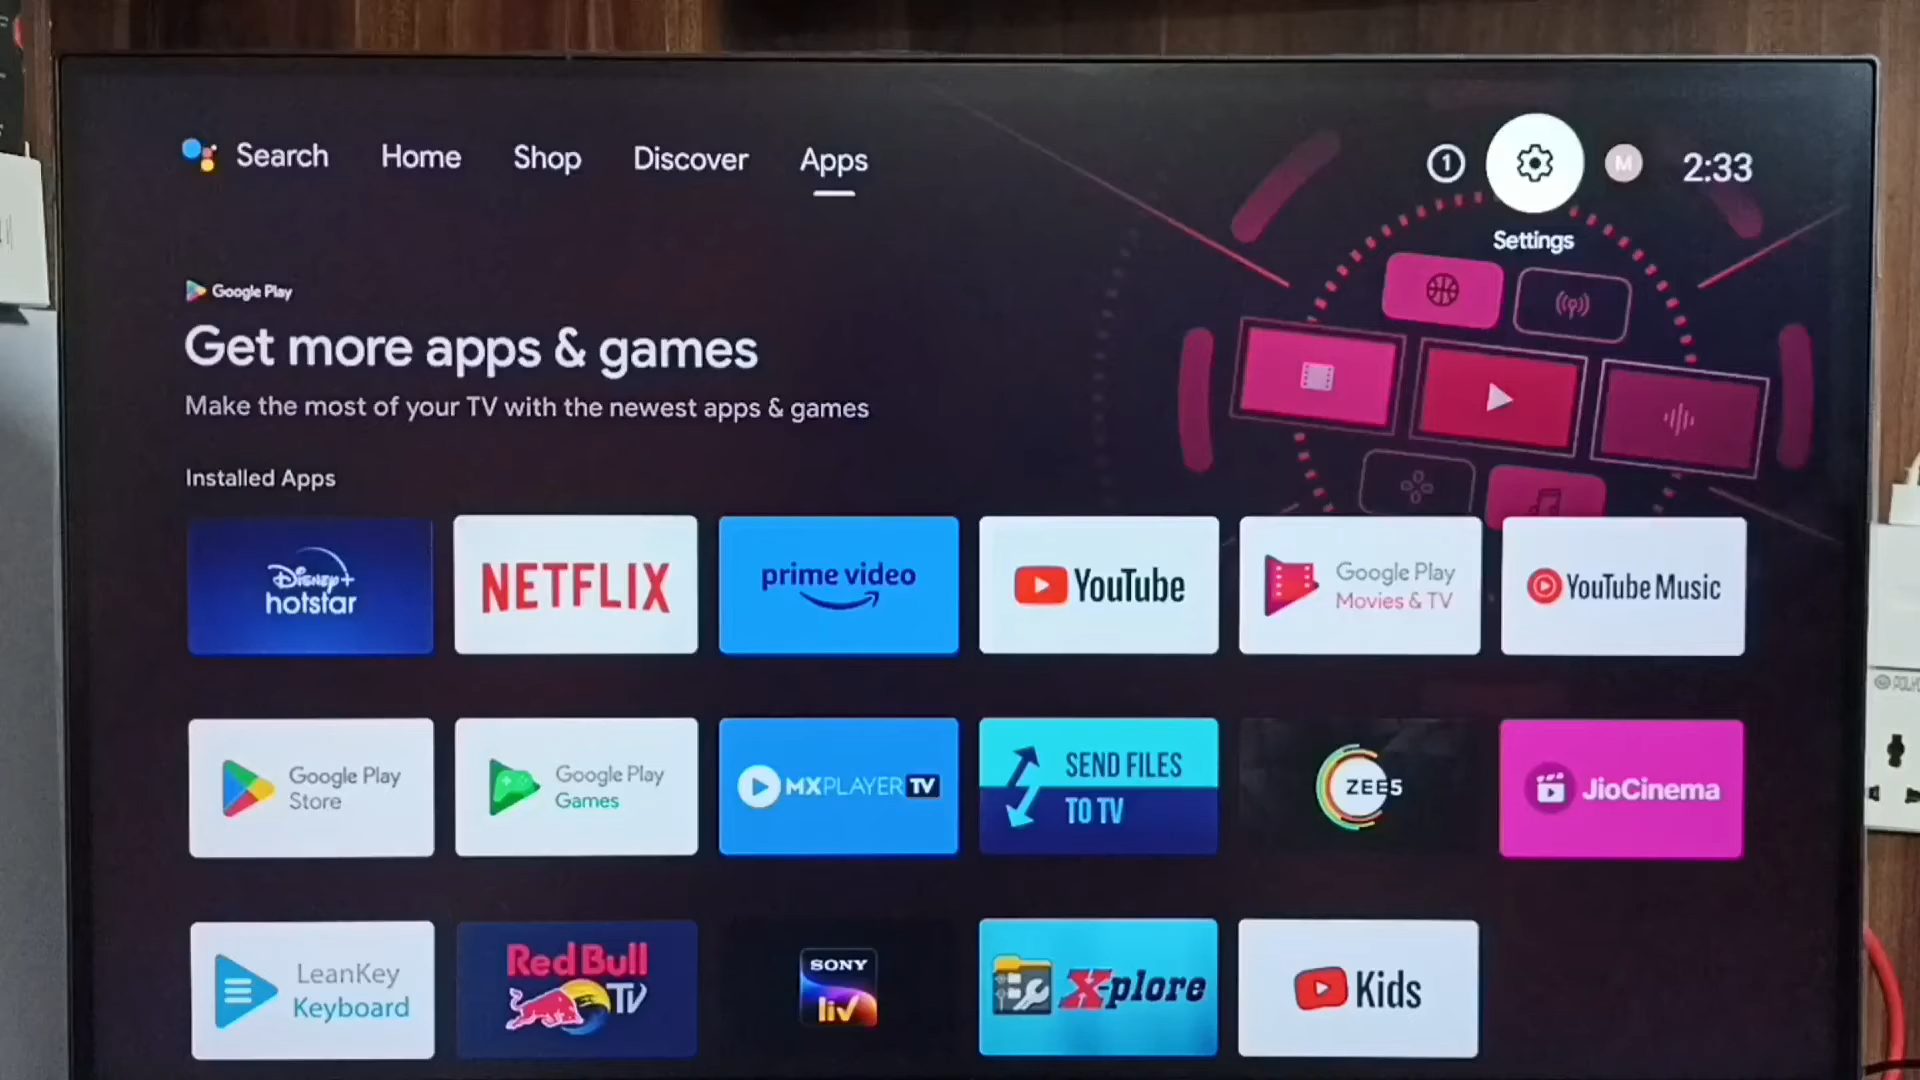 Search Home Shop Discover Apps
1 M 2:33
Settings
Google Play
Get more apps & games
Make the most of your TV with the newest apps & games
Installed Apps
Disney+
hotstar
NETFLIX
prime video
YouTube
Google Play
Movies & TV
YouTube Music
Google Play
Store
Google Play
Games
MXPLAYER TV
SEND FILES
TO TV
ZEE5
JioCinema
LeanKey
Keyboard
Red Bull
TV
SONY
liv
X-plore
Kids